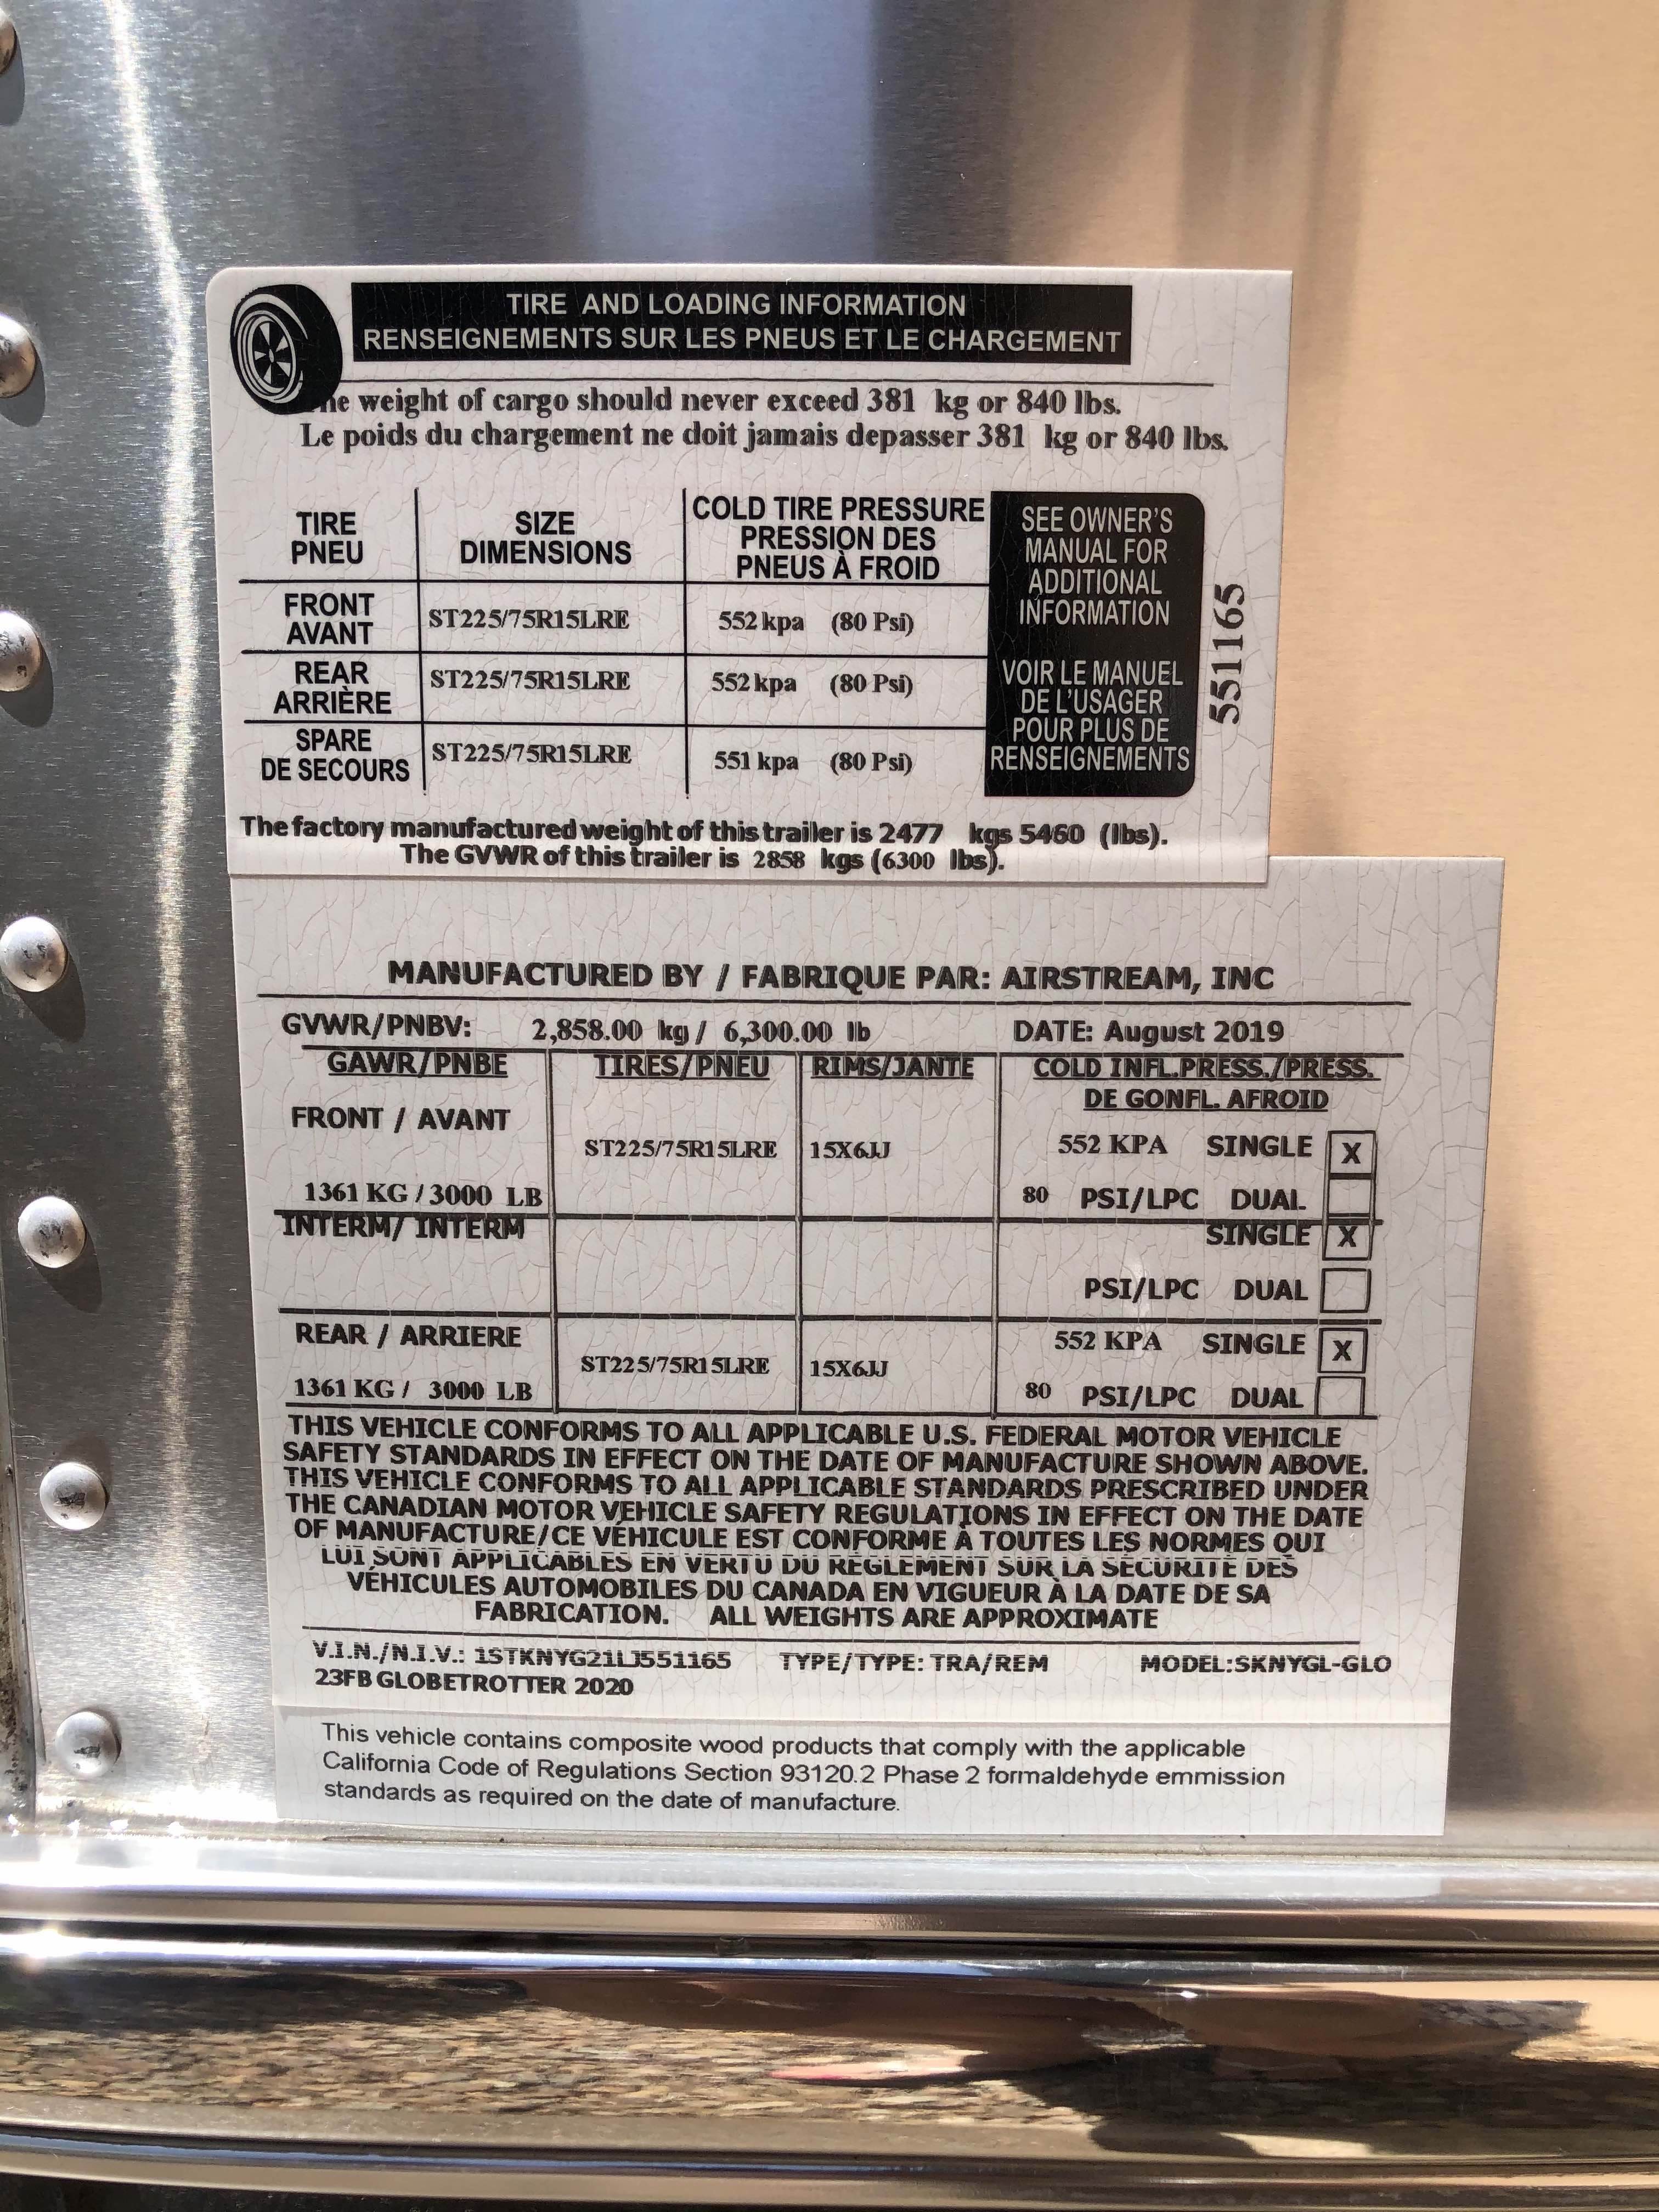 TIRE AND LOADING INFORMATION
RENSEIGNEMENTS SUR LES PNEUS ET LE CHARGEMENT
weight of cargo should never exceed 381 kg or 840 lbs.
Le poids du chargement ne doit jamais depasser 381 kg or 840 lbs.
TIRE
PNEU
SIZE
DIMENSIONS
COLD TIRE PRESSURE
PRESSION DES
PNEUS À FROID
FRONT
AVANT
ST225/75R15LRE
552 kpa (80 Psi)
REAR
ARRIÈRE
ST225/75R15LRE
552 kpa (80 Psi)
SPARE
DE SECOURS
ST225/75R15LRE
551 kpa (80 Psi)
SEE OWNER'S
MANUAL FOR
ADDITIONAL
INFORMATION
VOIR LE MANUEL
DE L'USAGER
POUR PLUS DE
RENSEIGNEMENTS
551165
The factory manufactured weight of this trailer is 2477 kgs 5460 (lbs).
The GVWR of this trailer is 2858 kgs (6300 lbs).
MANUFACTURED BY / FABRIQUE PAR: AIRSTREAM, INC
GVWR/PNBV: 2,858.00 kg / 6,300.00 lb DATE: August 2019
GAWR/PNBE TIRES/PNEU RIMS/JANTE COLD INFL.PRESS./PRESS.
DE GONFL. AFROID
FRONT / AVANT
ST225/75R15LRE 15X6JJ 552 KPA SINGLE X
1361 KG / 3000 LB 80 PSI/LPC DUAL
INTERM/ INTERM SINGLE X
PSI/LPC DUAL
REAR / ARRIERE 552 KPA SINGLE X
ST225/75R15LRE 15X6JJ
1361 KG / 3000 LB 80 PSI/LPC DUAL
THIS VEHICLE CONFORMS TO ALL APPLICABLE U.S. FEDERAL MOTOR VEHICLE
SAFETY STANDARDS IN EFFECT ON THE DATE OF MANUFACTURE SHOWN ABOVE.
THIS VEHICLE CONFORMS TO ALL APPLICABLE STANDARDS PRESCRIBED UNDER
THE CANADIAN MOTOR VEHICLE SAFETY REGULATIONS IN EFFECT ON THE DATE
OF MANUFACTURE/CE VÉHICULE EST CONFORME À TOUTES LES NORMES QUI
LUI SONT APPLICABLES EN VERTU DU RÈGLEMENT SUR LA SÉCURITÉ DES
VÉHICULES AUTOMOBILES DU CANADA EN VIGUEUR À LA DATE DE SA
FABRICATION. ALL WEIGHTS ARE APPROXIMATE
V.I.N./N.I.V.: 1STKNYG21LJ551165 TYPE/TYPE: TRA/REM MODEL:SKNYGL-GLO
23FB GLOBETROTTER 2020
This vehicle contains composite wood products that comply with the applicable
California Code of Regulations Section 93120.2 Phase 2 formaldehyde emmission
standards as required on the date of manufacture.